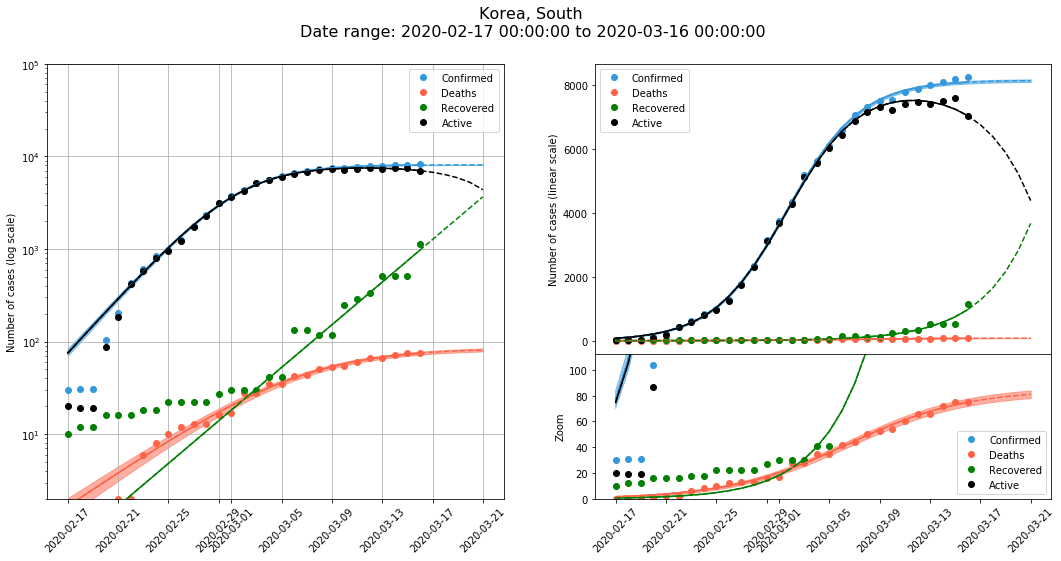 Korea, South
Date range: 2020-02-17 00:00:00 to 2020-03-16 00:00:00
Number of cases (log scale)
10^5
10^4
10^3
10^2
10^1
Confirmed
Deaths
Recovered
Active
2020-02-17
2020-02-21
2020-02-25
2020-02-29
2020-03-01
2020-03-05
2020-03-09
2020-03-13
2020-03-17
2020-03-21
Number of cases (linear scale)
8000
6000
4000
2000
0
Confirmed
Deaths
Recovered
Active
Zoom
100
80
60
40
20
0
Confirmed
Deaths
Recovered
Active
2020-02-17
2020-02-21
2020-02-25
2020-02-29
2020-03-01
2020-03-05
2020-03-09
2020-03-13
2020-03-17
2020-03-21